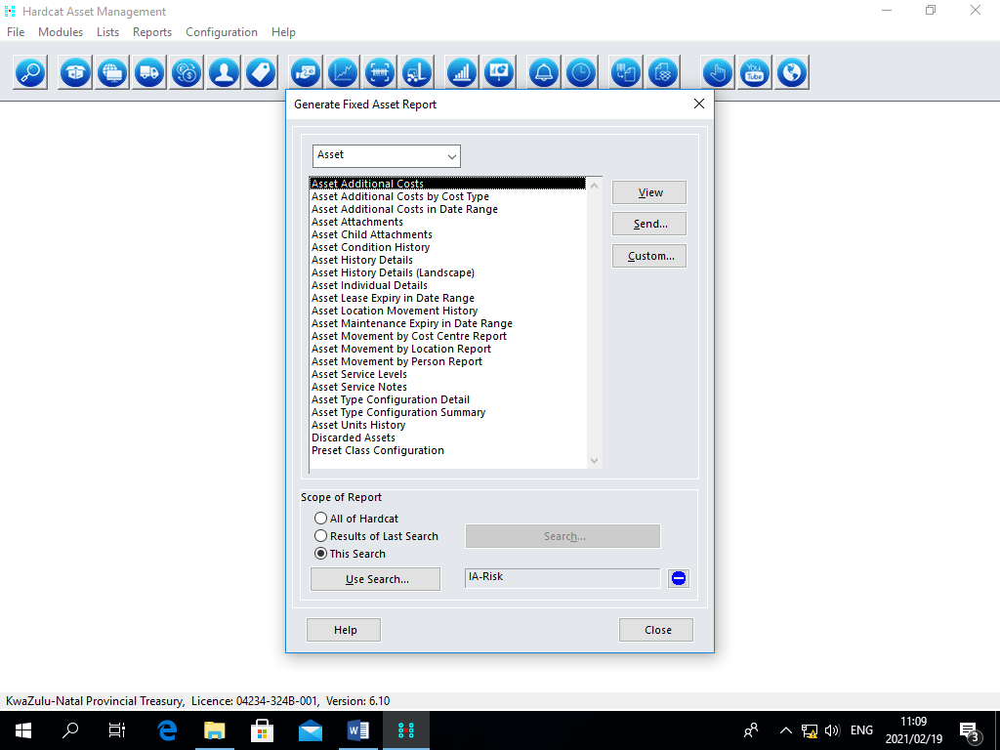 Hardcat Asset Management
File Modules Lists Reports Configuration Help
You Tube
Generate Fixed Asset Report
Asset
Asset Additional Costs
Asset Additional Costs by Cost Type
Asset Additional Costs in Date Range
Asset Attachments
Asset Child Attachments
Asset Condition History
Asset History Details
Asset History Details (Landscape)
Asset Individual Details
Asset Lease Expiry in Date Range
Asset Location Movement History
Asset Maintenance Expiry in Date Range
Asset Movement by Cost Centre Report
Asset Movement by Location Report
Asset Movement by Person Report
Asset Service Levels
Asset Service Notes
Asset Type Configuration Detail
Asset Type Configuration Summary
Asset Units History
Discarded Assets
Preset Class Configuration
View
Send...
Custom...
Scope of Report
All of Hardcat
Results of Last Search
This Search
Search...
Use Search...
IA-Risk
Help
Close
KwaZulu-Natal Provincial Treasury, Licence: 04234-324B-001, Version: 6.10
ENG
11:09
2021/02/19
3